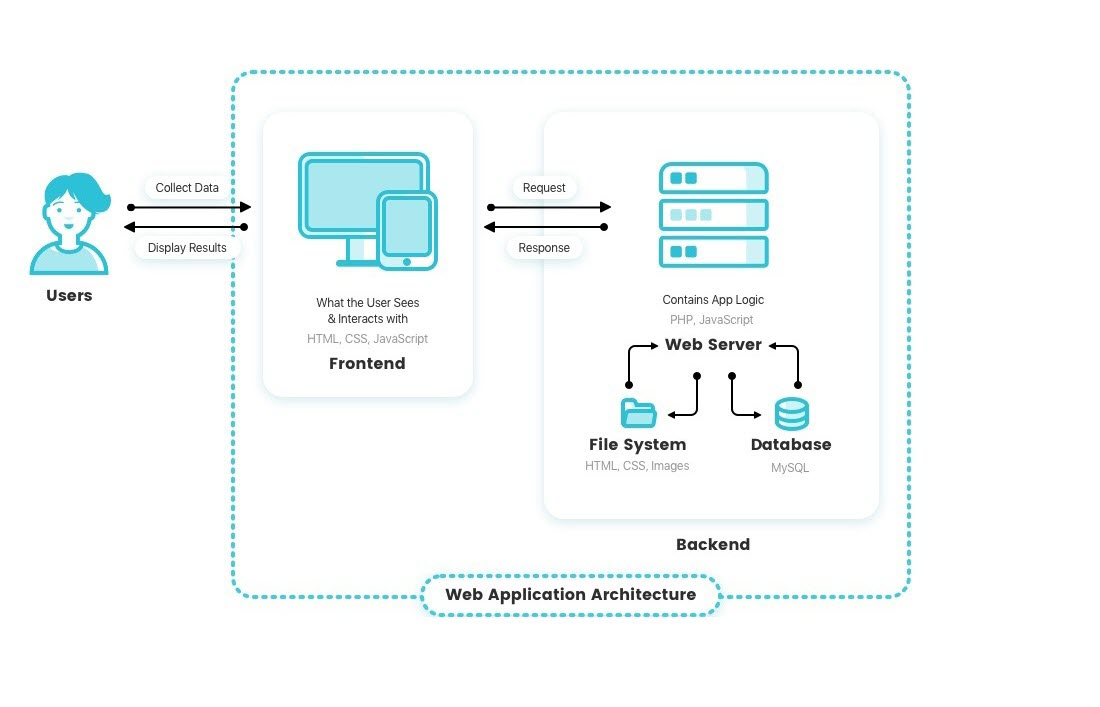 Collect Data
Display Results
Users
What the User Sees
& Interacts with
HTML, CSS, JavaScript
Frontend
Request
Response
Contains App Logic
PHP, JavaScript
Web Server
File System
HTML, CSS, Images
Database
MySQL
Backend
Web Application Architecture